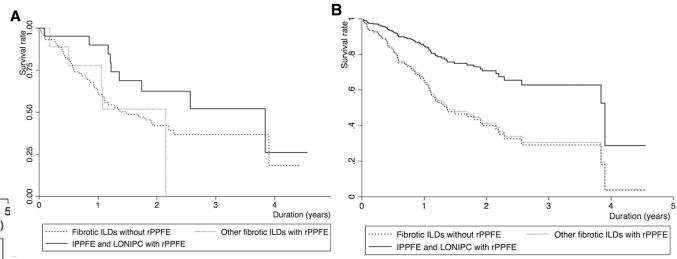 A
Survival rate
1.00
0.75
0.50
0.25
0.00
0 1 2 3 4 5
Duration (years)
Fibrotic ILDs without rPPFE
Other fibrotic ILDs with rPPFE
IPPFE and LONIPC with rPPFE
5
)
B
Survival rate
1
.8
.6
.4
.2
0
0 1 2 3 4 5
Duration (years)
Fibrotic ILDs without rPPFE
Other fibrotic ILDs with rPPFE
IPPFE and LONIPC with rPPFE